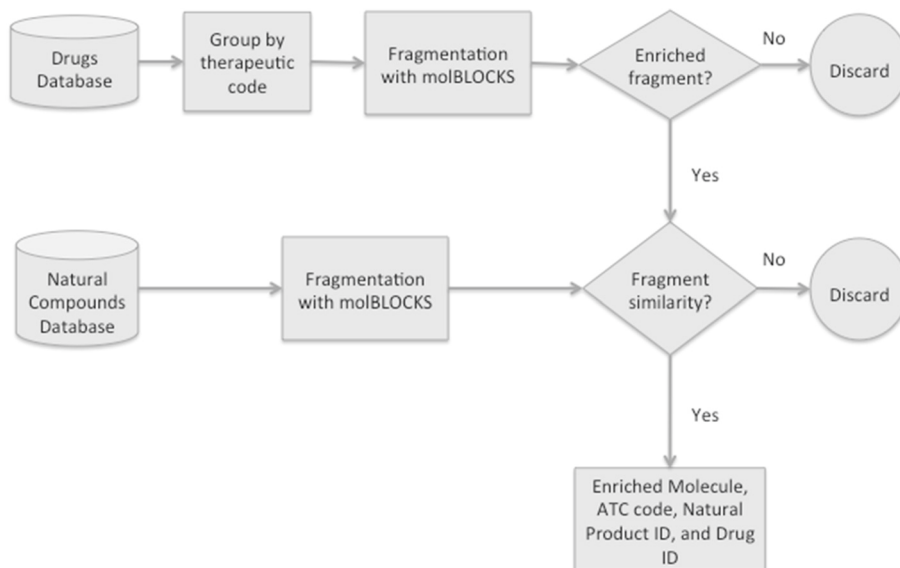 Drugs
Database
Group by
therapeutic
code
Fragmentation
with molBLOCKS
Enriched
fragment?
No
Discard
Yes
Natural
Compounds
Database
Fragmentation
with molBLOCKS
Fragment
similarity?
No
Discard
Yes
Enriched Molecule,
ATC code, Natural
Product ID, and Drug
ID